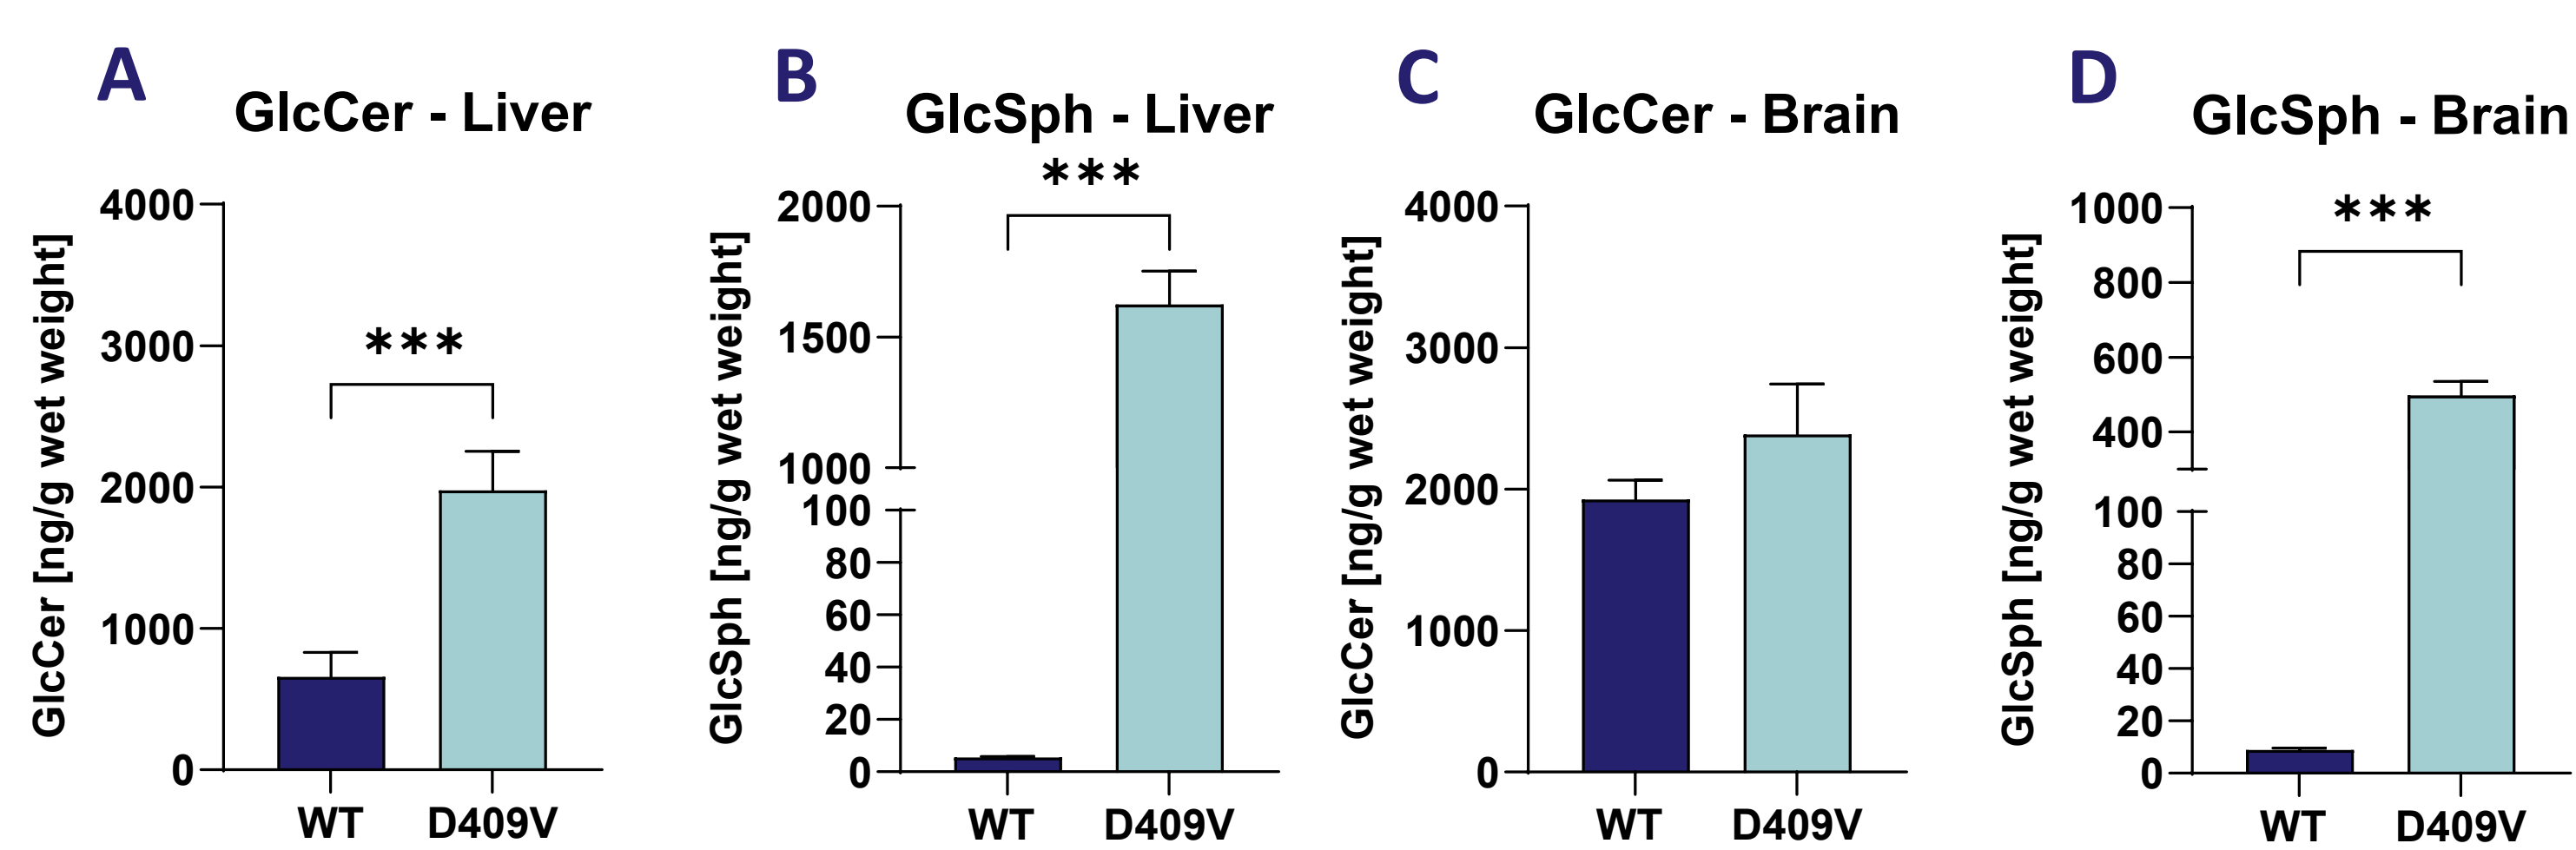 A
GlcCer - Liver
GlcCer [ng/g wet weight]
4000
3000
2000
1000
0
***
WT
D409V
B
GlcSph - Liver
GlcSph [ng/g wet weight]
2000
1500
1000
100
80
60
40
20
0
***
WT
D409V
C
GlcCer - Brain
GlcCer [ng/g wet weight]
4000
3000
2000
1000
0
WT
D409V
D
GlcSph - Brain
GlcSph [ng/g wet weight]
1000
800
600
400
100
80
60
40
20
0
***
WT
D409V